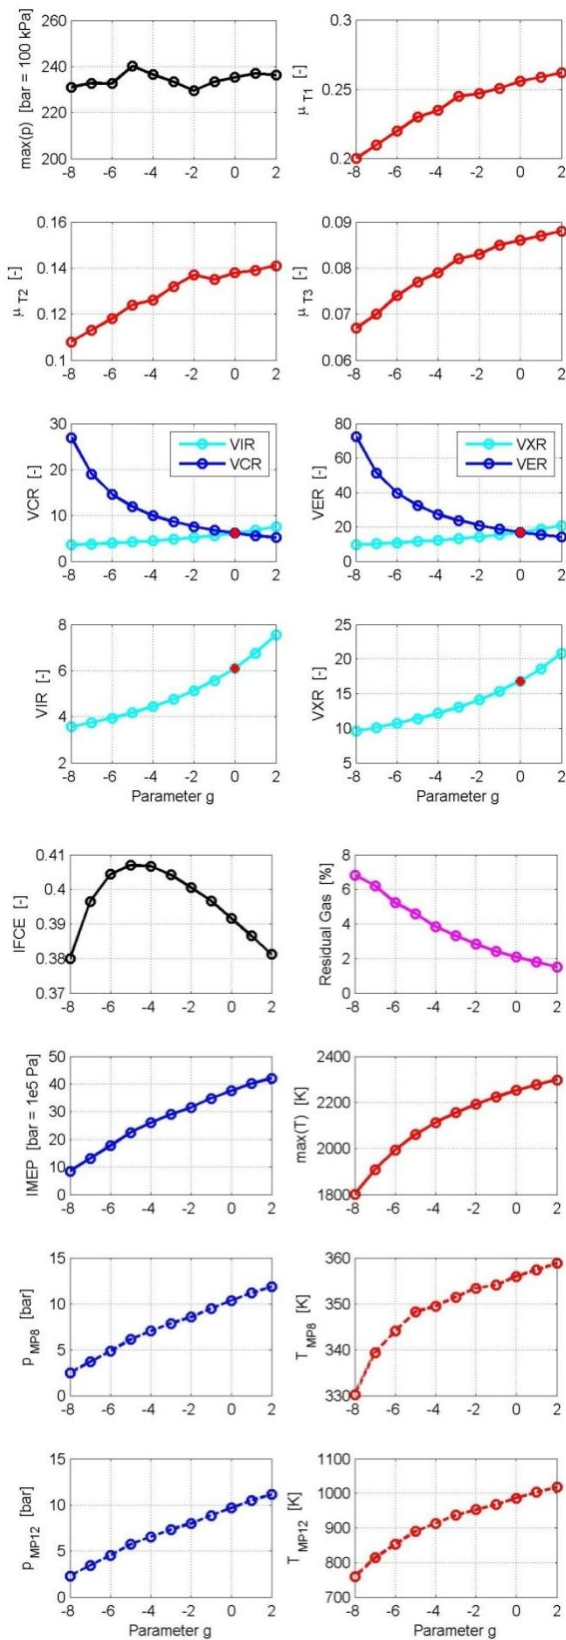 max(p) [bar = 100 kPa]
260
240
220
200
-8 -6 -4 -2 0 2
μ T1 [-]
0.3
0.25
0.2
-8 -6 -4 -2 0 2
μ T2 [-]
0.16
0.14
0.12
0.1
-8 -6 -4 -2 0 2
μ T3 [-]
0.09
0.08
0.07
0.06
-8 -6 -4 -2 0 2
VCR [-]
30
20
10
0
VIR
VCR
-8 -6 -4 -2 0 2
VER [-]
80
60
40
20
0
VXR
VER
-8 -6 -4 -2 0 2
VIR [-]
8
6
4
2
-8 -6 -4 -2 0 2
Parameter g
VXR [-]
25
20
15
10
5
-8 -6 -4 -2 0 2
Parameter g
IFCE [-]
0.41
0.4
0.39
0.38
0.37
-8 -6 -4 -2 0 2
Residual Gas [%]
8
6
4
2
0
-8 -6 -4 -2 0 2
IMEP [bar = 1e5 Pa]
50
40
30
20
10
0
-8 -6 -4 -2 0 2
max(T) [K]
2400
2200
2000
1800
-8 -6 -4 -2 0 2
p MP8 [bar]
15
10
5
0
-8 -6 -4 -2 0 2
T MP8 [K]
360
350
340
330
-8 -6 -4 -2 0 2
p MP12 [bar]
15
10
5
0
-8 -6 -4 -2 0 2
Parameter g
T MP12 [K]
1100
1000
900
800
700
-8 -6 -4 -2 0 2
Parameter g